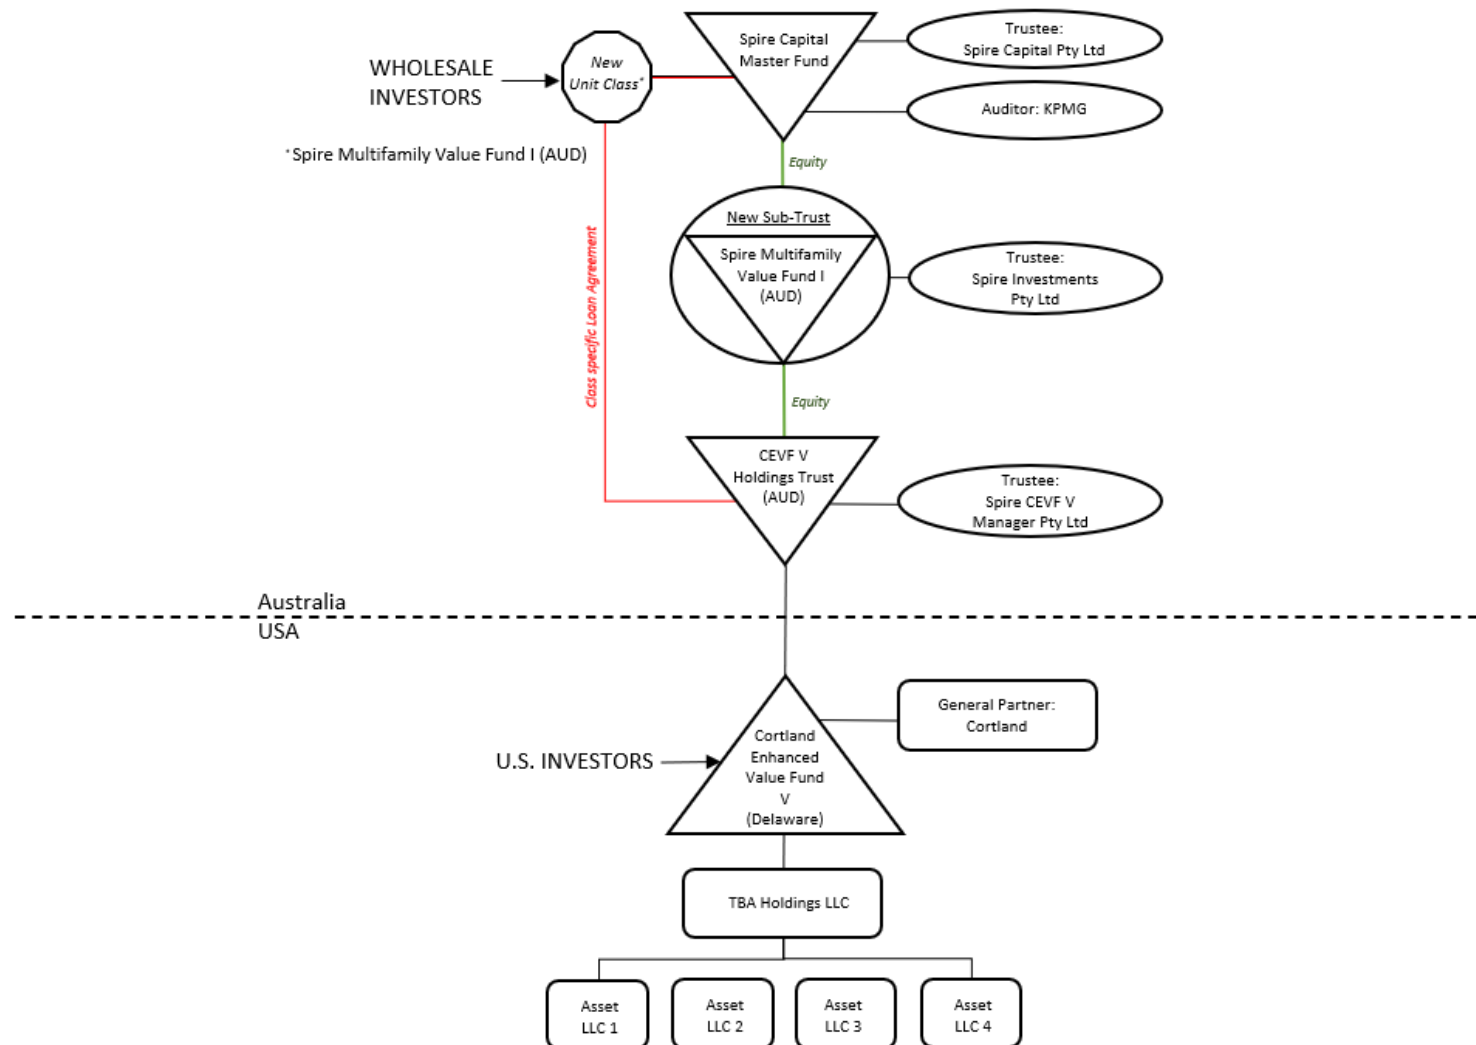 Spire Capital
Master Fund
Trustee:
Spire Capital Pty Ltd
WHOLESALE
INVESTORS
New
Unit Class*
Auditor: KPMG
*Spire Multifamily Value Fund I (AUD)
Equity
New Sub-Trust
Spire Multifamily
Value Fund I
(AUD)
Trustee:
Spire Investments
Pty Ltd
Class specific Loan Agreement
Equity
CEVF V
Holdings Trust
(AUD)
Trustee:
Spire CEVF V
Manager Pty Ltd
Australia
USA
General Partner:
Cortland
U.S. INVESTORS
Cortland
Enhanced
Value Fund
V
(Delaware)
TBA Holdings LLC
Asset
LLC 1
Asset
LLC 2
Asset
LLC 3
Asset
LLC 4